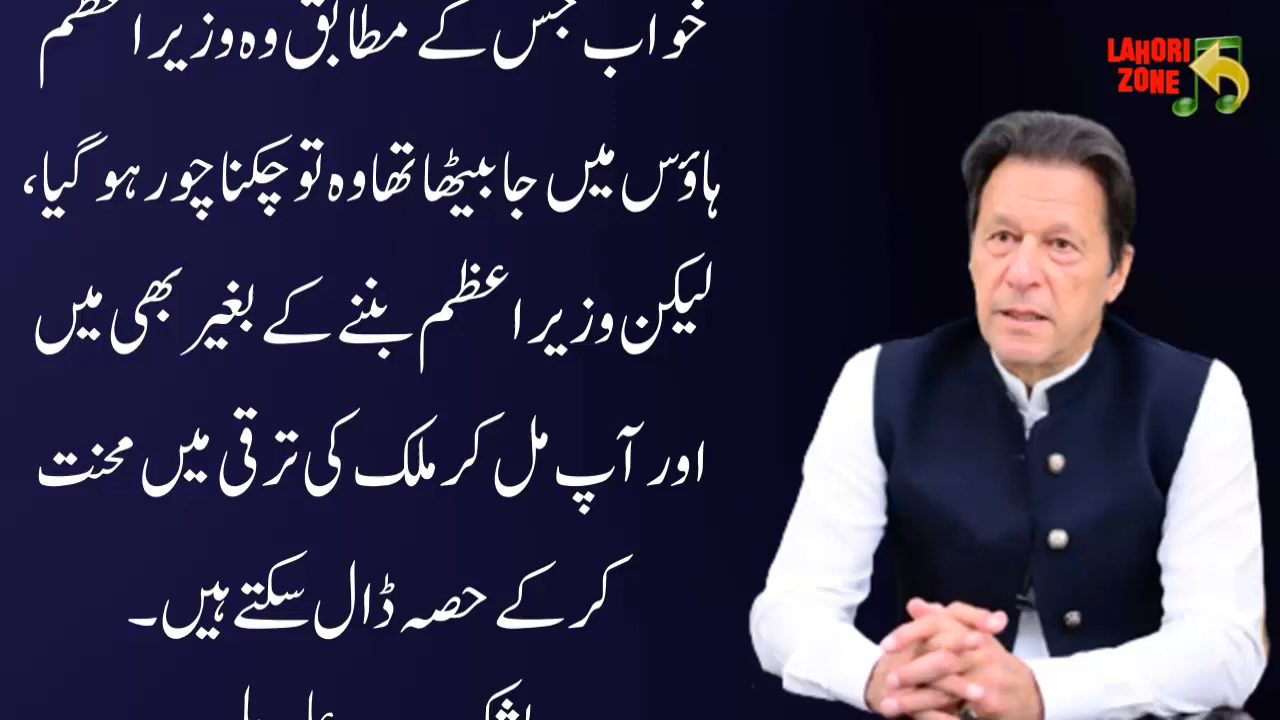 خواب جس کے مطابق وہ وزیر اعظم
ہاؤس میں جا بیٹھا تھا وہ تو چکنا چور ہو گیا،
لیکن وزیر اعظم بننے کے بغیر بھی میں
اور آپ مل کر ملک کی ترقی میں محنت
کر کے حصہ ڈال سکتے ہیں۔
LAHORI
ZONE